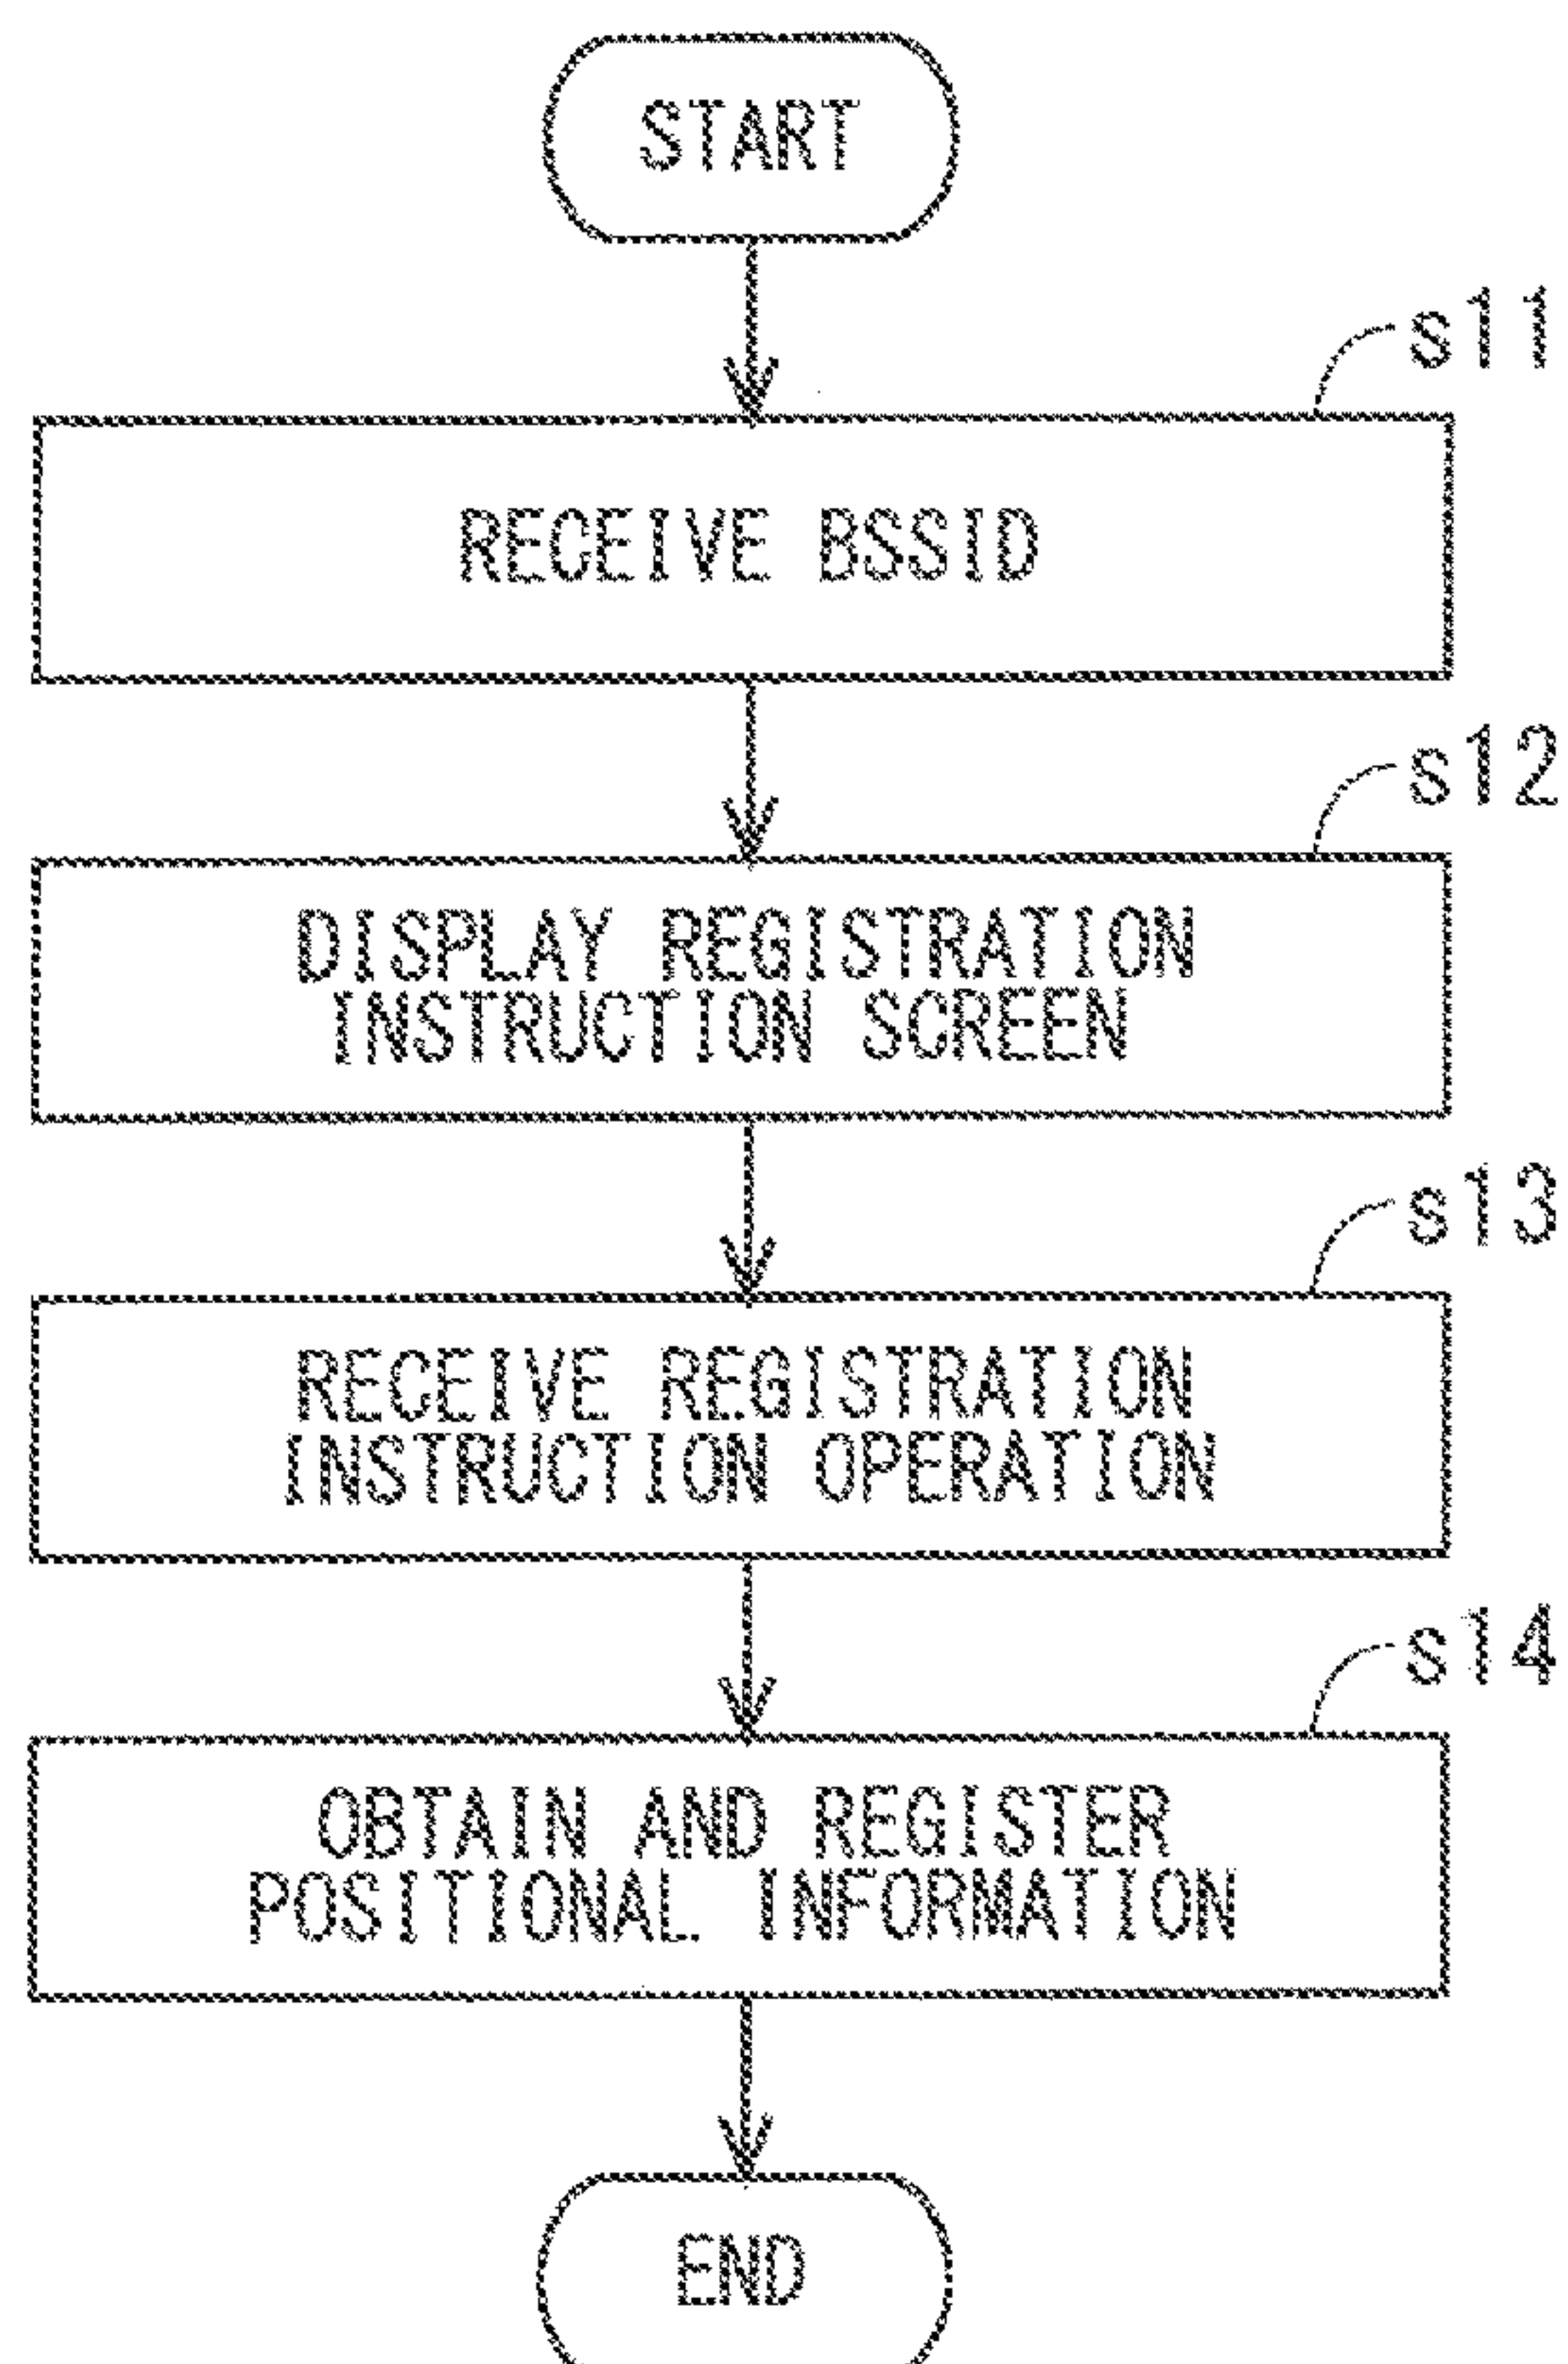 START
s11
RECEIVE BSSID
s12
DISPLAY REGISTRATION
INSTRUCTION SCREEN
s13
RECEIVE REGISTRATION
INSTRUCTION OPERATION
s14
OBTAIN AND REGISTER
POSITIONAL INFORMATION
END